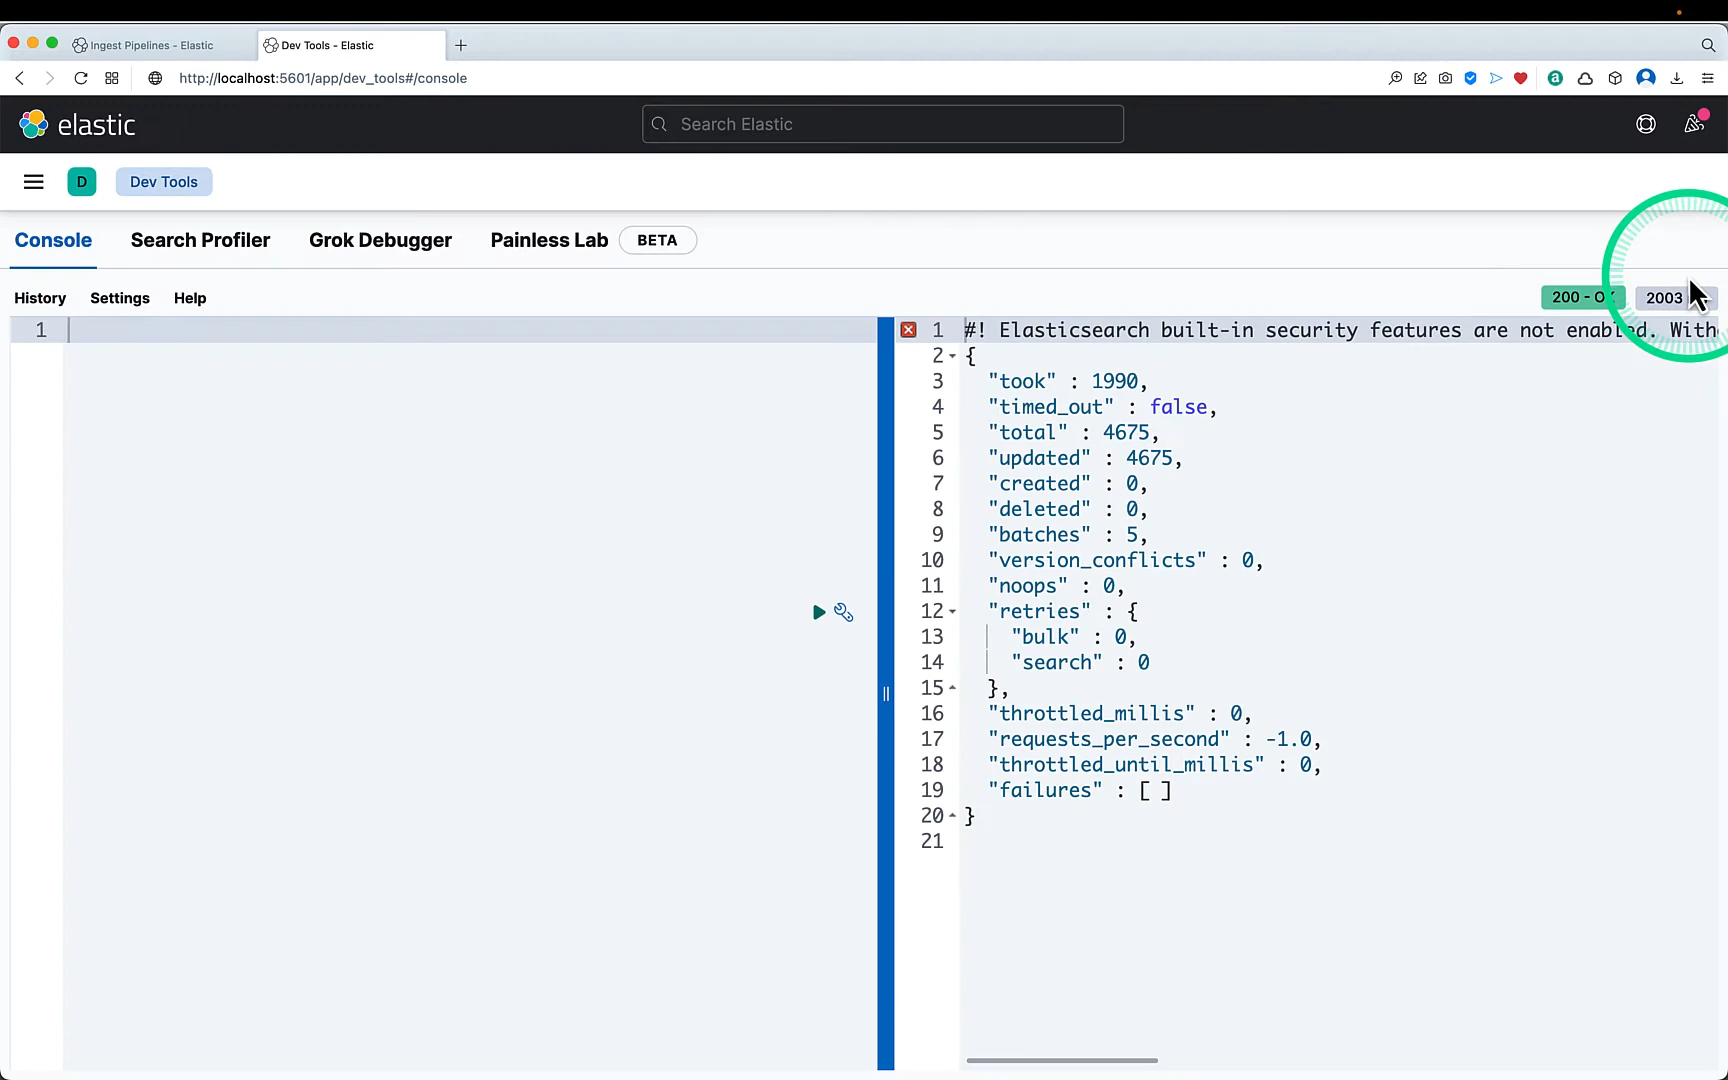 Ingest Pipelines - Elastic
Dev Tools - Elastic
http://localhost:5601/app/dev_tools#/console
elastic
Search Elastic
D
Dev Tools
Console Search Profiler Grok Debugger Painless Lab BETA
History Settings Help
200 - OK
2003
1
1 #! Elasticsearch built-in security features are not enabled. With
2 {
3 "took" : 1990,
4 "timed_out" : false,
5 "total" : 4675,
6 "updated" : 4675,
7 "created" : 0,
8 "deleted" : 0,
9 "batches" : 5,
10 "version_conflicts" : 0,
11 "noops" : 0,
12 "retries" : {
13 "bulk" : 0,
14 "search" : 0
15 },
16 "throttled_millis" : 0,
17 "requests_per_second" : -1.0,
18 "throttled_until_millis" : 0,
19 "failures" : [ ]
20 }
21